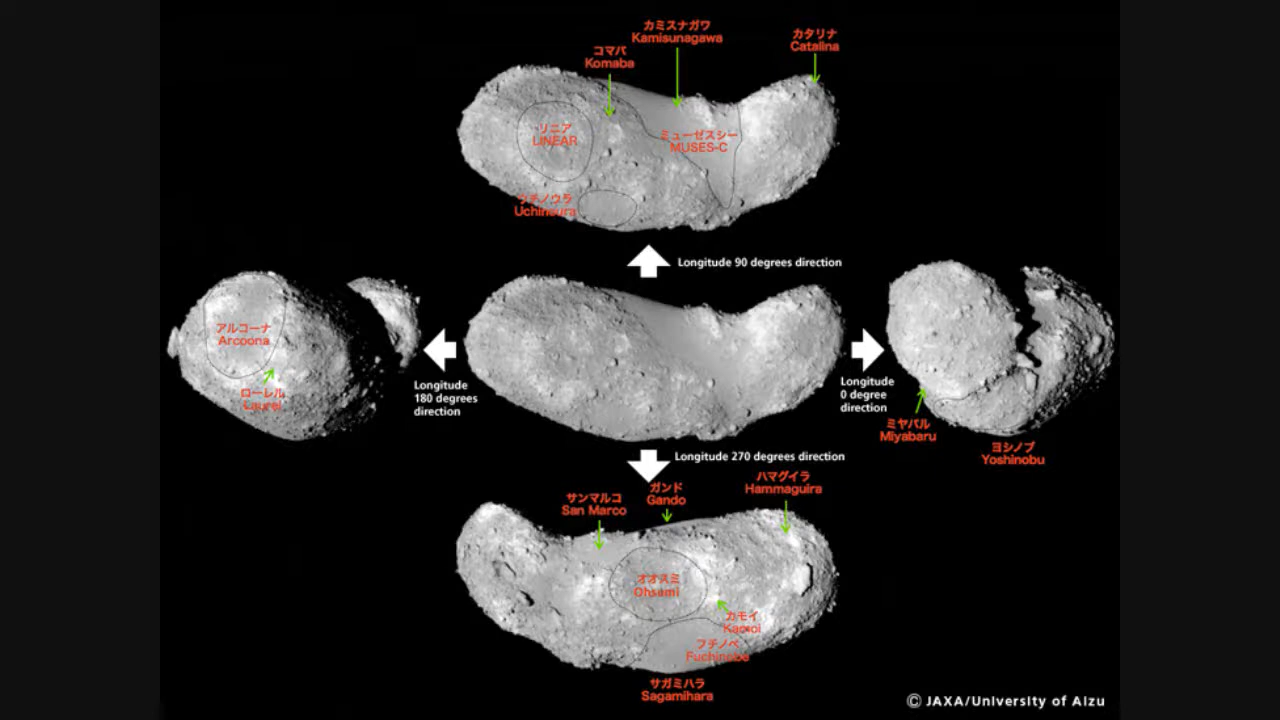 カミスナガワ
Kamisunagawa
カタリナ
Catalina
コマバ
Komaba
リニア
LINEAR
ミューゼスシー
MUSES-C
ウチノウラ
Uchinoura
Longitude 90 degrees direction
アルコーナ
Arcoona
ローレル
Laurel
Longitude
180 degrees
direction
Longitude
0 degree
direction
ミヤバル
Miyabaru
ヨシノブ
Yoshinobu
Longitude 270 degrees direction
サンマルコ
San Marco
ガンド
Gando
ハマグイラ
Hammaguira
オオスミ
Ohsumi
カモイ
Kamoi
フチノベ
Fuchinobe
サガミハラ
Sagamihara
© JAXA/University of Aizu